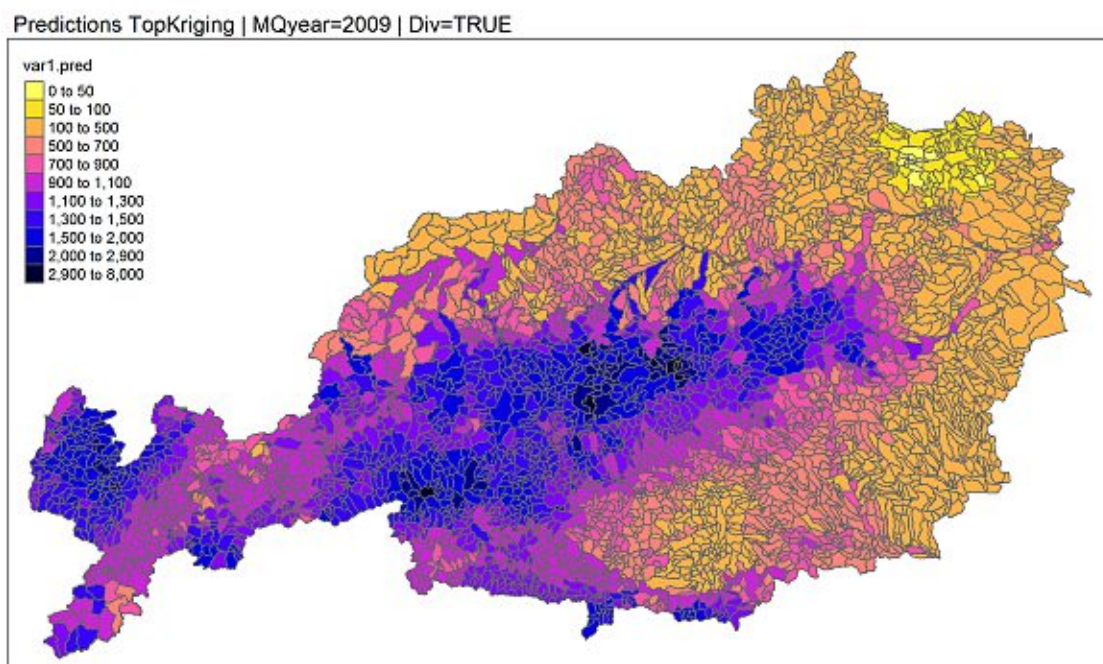 Predictions TopKriging | MQyear=2009 | Div=TRUE
var1.pred
0 to 50
50 to 100
100 to 500
500 to 700
700 to 900
900 to 1,100
1,100 to 1,300
1,300 to 1,500
1,500 to 2,000
2,000 to 2,900
2,900 to 8,000